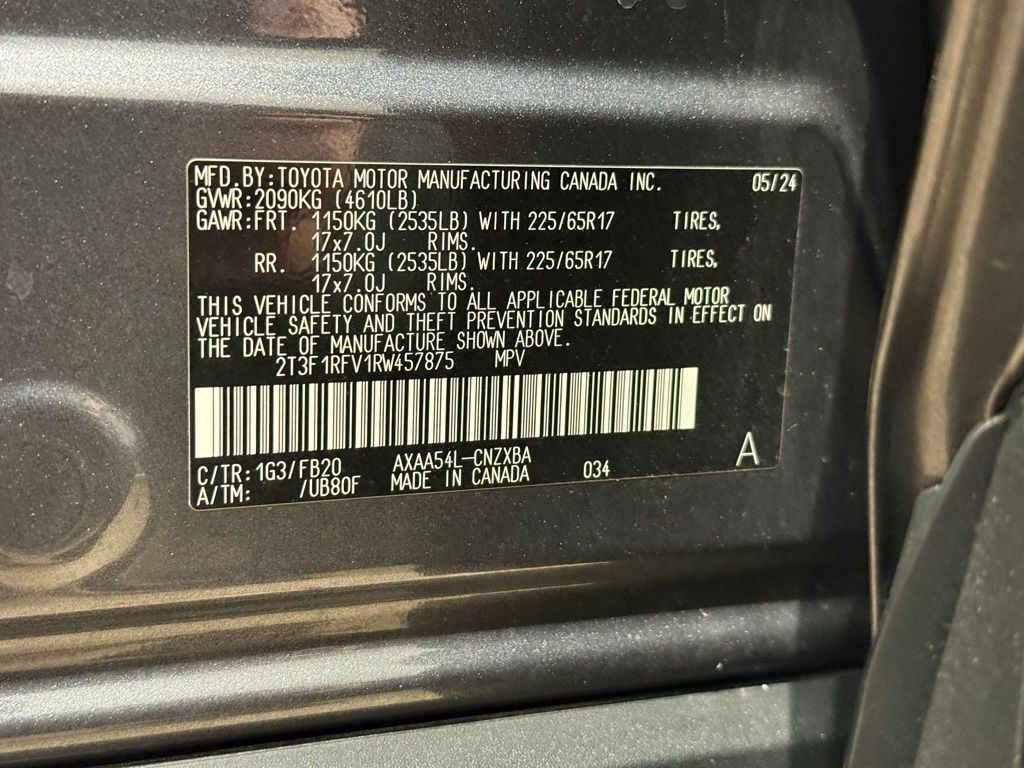 MFD.BY:TOYOTA MOTOR MANUFACTURING CANADA INC. 05/24
GVWR:2090KG (4610LB)
GAWR:FRT. 1150KG (2535LB) WITH 225/65R17 TIRES,
17x7.0J RIMS.
RR. 1150KG (2535LB) WITH 225/65R17 TIRES,
17x7.0J RIMS.
THIS VEHICLE CONFORMS TO ALL APPLICABLE FEDERAL MOTOR
VEHICLE SAFETY AND THEFT PREVENTION STANDARDS IN EFFECT ON
THE DATE OF MANUFACTURE SHOWN ABOVE.
2T3F1RFV1RW457875 MPV
C/TR:1G3/FB20 AXAA54L-CNZXBA 034 A
A/TM: /UB80F MADE IN CANADA